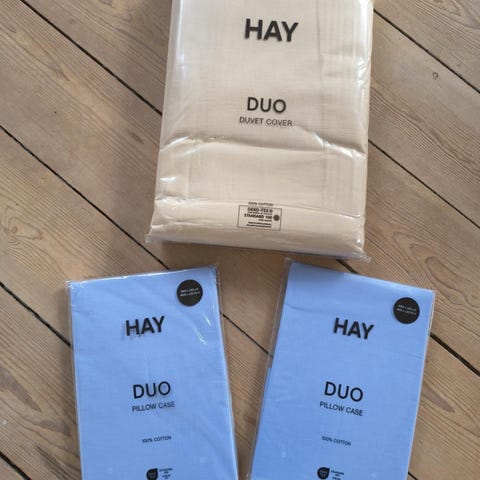 HAY
DUO
DUVET COVER
100% COTTON
OEKO-TEX®
STANDARD 100
HAY
DUO
PILLOW CASE
100% COTTON
HAY
DUO
PILLOW CASE
100% COTTON